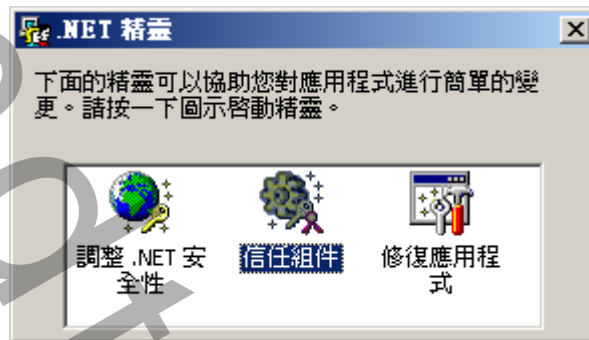 .NET 精靈
下面的精靈可以協助您對應用程式進行簡單的變
更。請按一下圖示啓動精靈。
調整 .NET 安
全性
信任組件
修復應用程
式